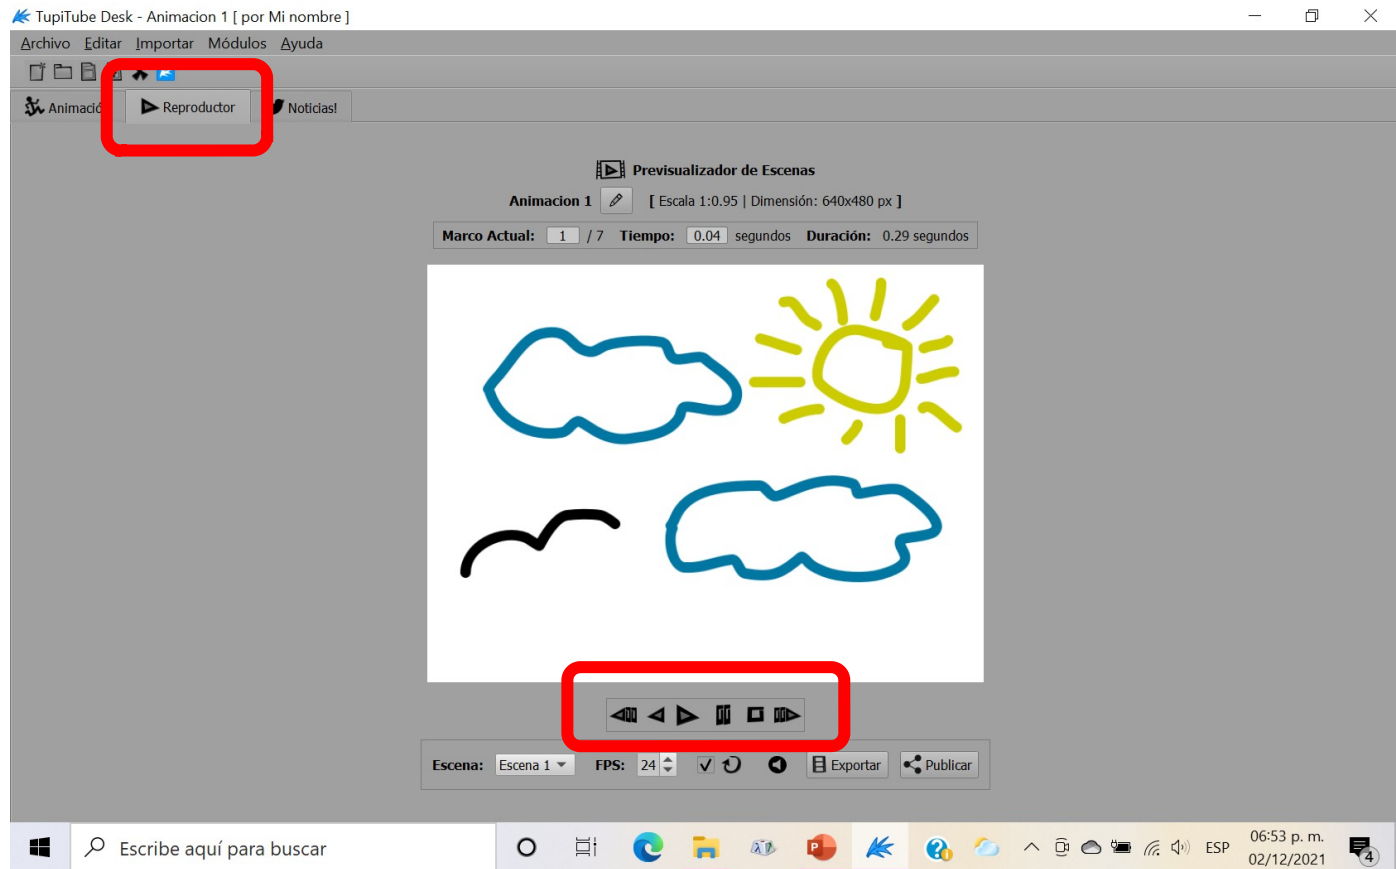 TupiTube Desk - Animacion 1 [ por Mi nombre ]
Archivo Editar Importar Módulos Ayuda
Reproductor Noticias!
Previsualizador de Escenas
Animacion 1 [ Escala 1:0.95 | Dimensión: 640x480 px ]
Marco Actual: 1 / 7 Tiempo: 0.04 segundos Duración: 0.29 segundos
Escena: Escena 1 FPS: 24 Exportar Publicar
Escribe aquí para buscar
ESP
06:53 p. m.
02/12/2021
4